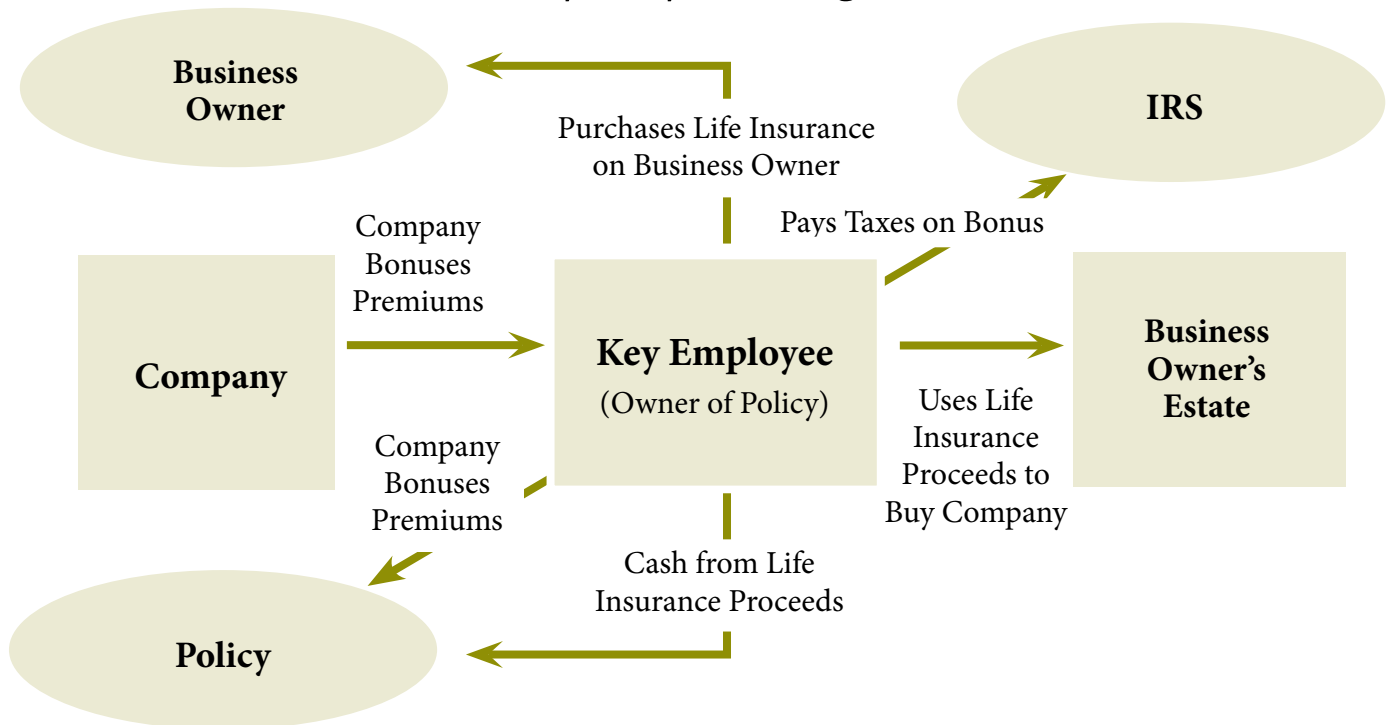 Business
Owner
IRS
Purchases Life Insurance
on Business Owner
Pays Taxes on Bonus
Company
Bonuses
Premiums
Company
Key Employee
(Owner of Policy)
Business
Owner’s
Estate
Uses Life
Insurance
Proceeds to
Buy Company
Company
Bonuses
Premiums
Cash from Life
Insurance Proceeds
Policy